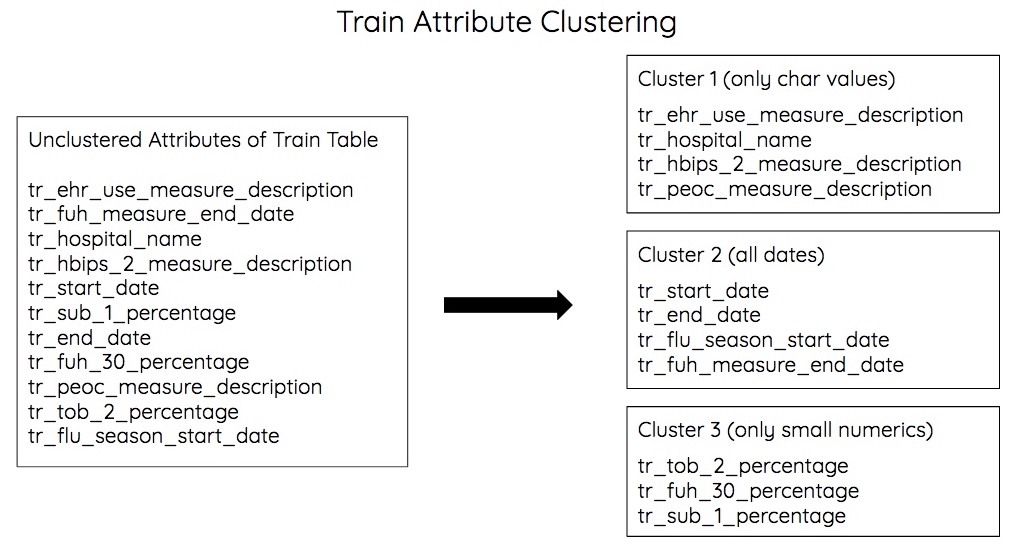 Train Attribute Clustering
Unclustered Attributes of Train Table
tr_ehr_use_measure_description
tr_fuh_measure_end_date
tr_hospital_name
tr_hbips_2_measure_description
tr_start_date
tr_sub_1_percentage
tr_end_date
tr_fuh_30_percentage
tr_peoc_measure_description
tr_tob_2_percentage
tr_flu_season_start_date
Cluster 1 (only char values)
tr_ehr_use_measure_description
tr_hospital_name
tr_hbips_2_measure_description
tr_peoc_measure_description
Cluster 2 (all dates)
tr_start_date
tr_end_date
tr_flu_season_start_date
tr_fuh_measure_end_date
Cluster 3 (only small numerics)
tr_tob_2_percentage
tr_fuh_30_percentage
tr_sub_1_percentage